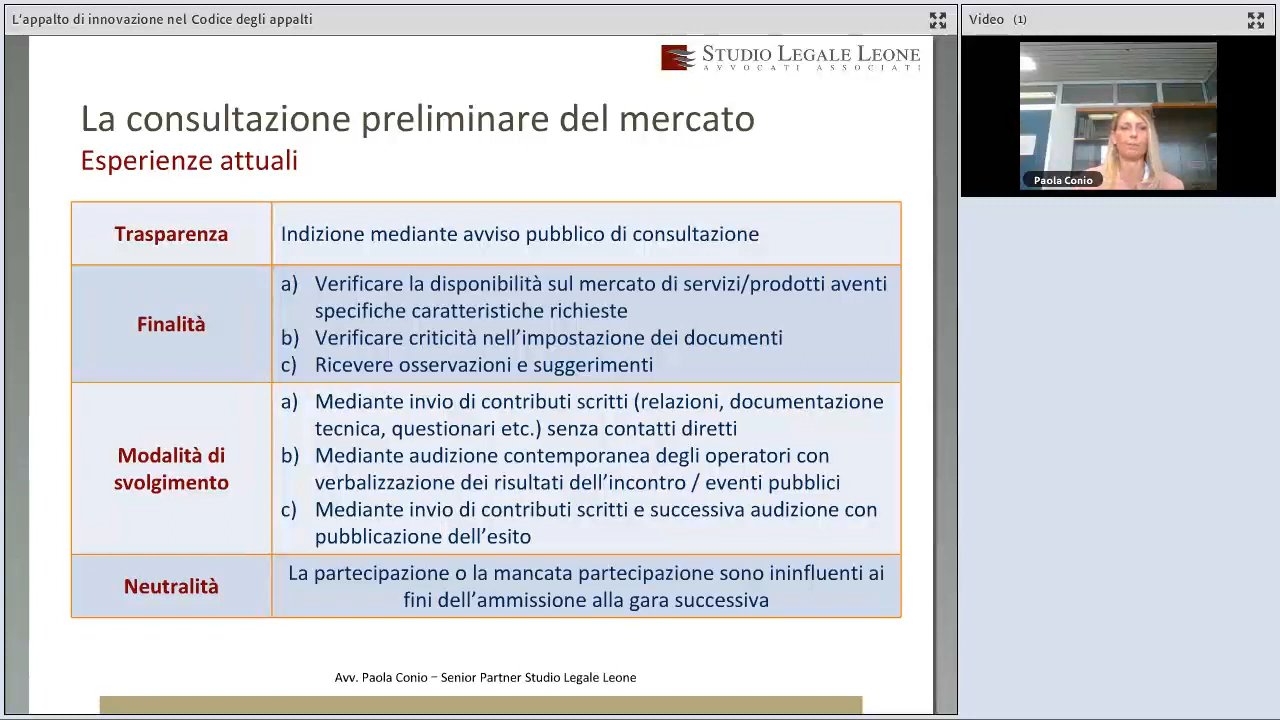 L'appalto di innovazione nel Codice degli appalti
Video (1)
STUDIO LEGALE LEONE
AVVOCATI ASSOCIATI
Paola Conio
La consultazione preliminare del mercato
Esperienze attuali
Trasparenza
Indizione mediante avviso pubblico di consultazione
Finalità
a) Verificare la disponibilità sul mercato di servizi/prodotti aventi
specifiche caratteristiche richieste
b) Verificare criticità nell'impostazione dei documenti
c) Ricevere osservazioni e suggerimenti
Modalità di
svolgimento
a) Mediante invio di contributi scritti (relazioni, documentazione
tecnica, questionari etc.) senza contatti diretti
b) Mediante audizione contemporanea degli operatori con
verbalizzazione dei risultati dell'incontro / eventi pubblici
c) Mediante invio di contributi scritti e successiva audizione con
pubblicazione dell'esito
Neutralità
La partecipazione o la mancata partecipazione sono ininfluenti ai
fini dell'ammissione alla gara successiva
Avv. Paola Conio – Senior Partner Studio Legale Leone